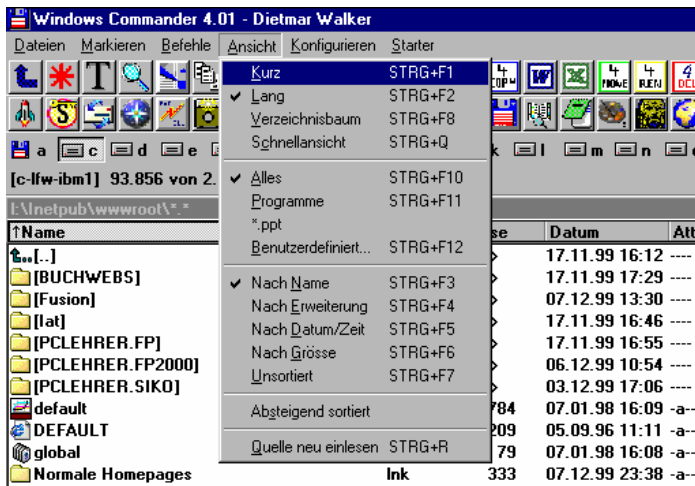 Windows Commander 4.01 - Dietmar Walker
Dateien Markieren Befehle Ansicht Konfigurieren Starter
Kurz STRG+F1
Lang STRG+F2
Verzeichnisbaum STRG+F8
Schnellansicht STRG+Q
Alles STRG+F10
Programme STRG+F11
*.ppt
Benutzerdefiniert... STRG+F12
Nach Name STRG+F3
Nach Erweiterung STRG+F4
Nach Datum/Zeit STRG+F5
Nach Grösse STRG+F6
Unsortiert STRG+F7
Absteigend sortiert
Quelle neu einlesen STRG+R
a c d e k l m n
[c-lfw-ibm1] 93.856 von 2.
I:\Inetpub\wwwroot\*.*
↑Name se Datum Att
[..] 17.11.99 16:12 ----
[BUCHWEBS] 17.11.99 17:29 ----
[Fusion] 07.12.99 13:30 ----
[lat] 17.11.99 16:46 ----
[PCLEHRER.FP] 17.11.99 16:55 ----
[PCLEHRER.FP2000] 06.12.99 10:54 ----
[PCLEHRER.SIKO] 03.12.99 17:06 ----
default 784 07.01.98 16:09 -a--
DEFAULT 209 05.09.96 11:11 -a--
global 79 07.01.98 16:08 -a--
Normale Homepages lnk 333 07.12.99 23:38 -a--